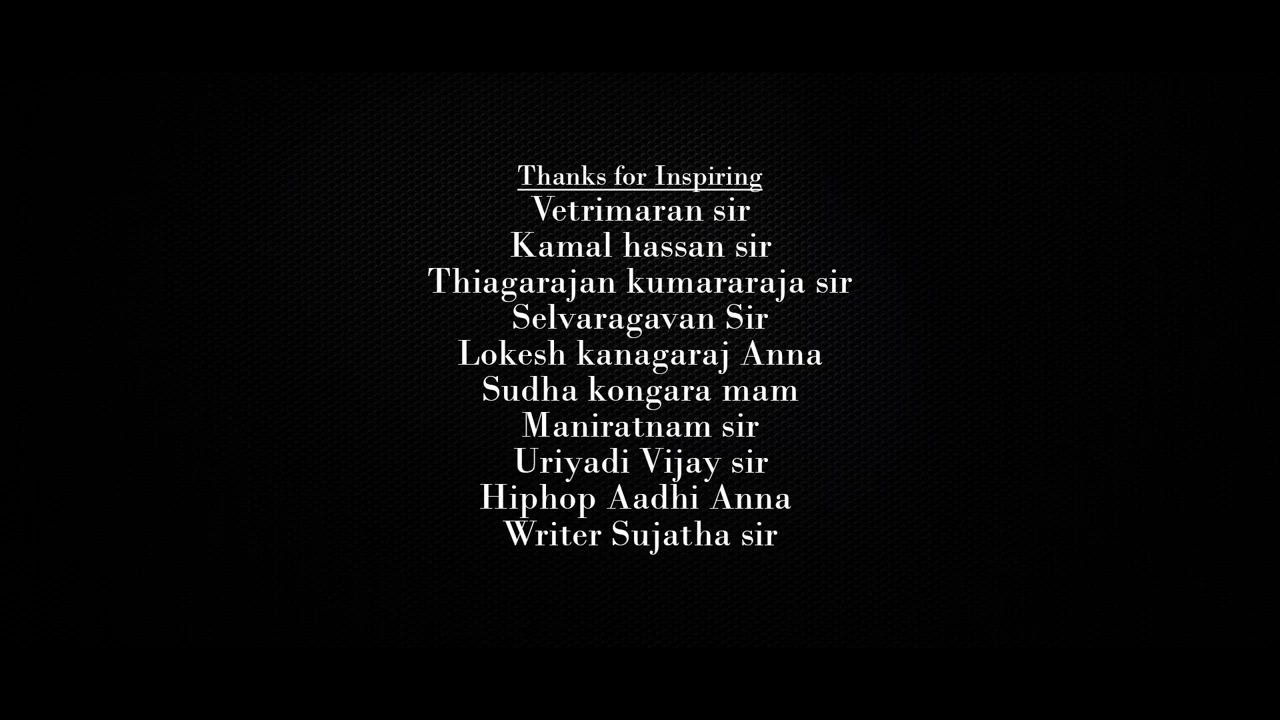 Thanks for Inspiring
Vetrimaran sir
Kamal hassan sir
Thiagarajan kumararaja sir
Selvaragavan Sir
Lokesh kanagaraj Anna
Sudha kongara mam
Maniratnam sir
Uriyadi Vijay sir
Hiphop Aadhi Anna
Writer Sujatha sir